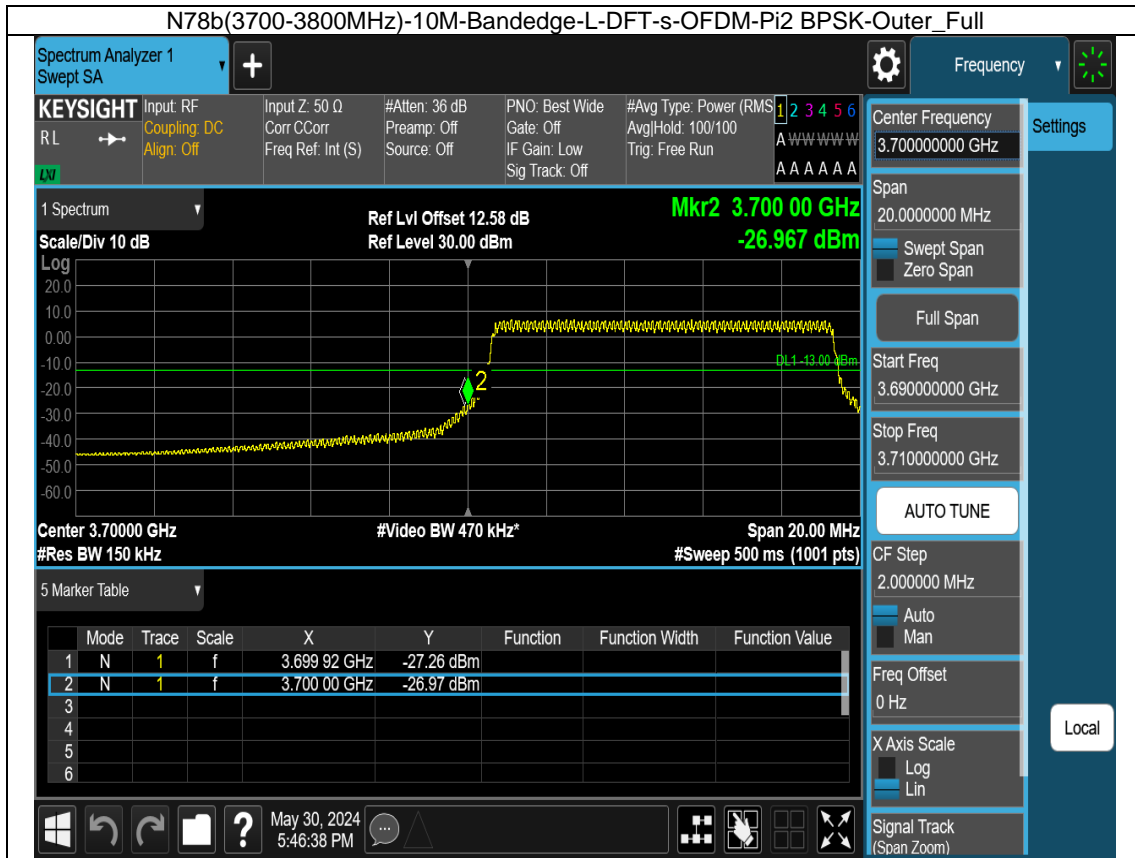 N78b(3700-3800MHz)-10M-Bandedge-L-DFT-s-OFDM-Pi2 BPSK-Outer_Full
Spectrum Analyzer 1
Swept SA
+
Frequency
KEYSIGHT
R L
LXI
Input: RF
Coupling: DC
Align: Off
Input Z: 50 Ω
Corr CCorr
Freq Ref: Int (S)
#Atten: 36 dB
Preamp: Off
Source: Off
PNO: Best Wide
Gate: Off
IF Gain: Low
Sig Track: Off
#Avg Type: Power (RMS
Avg|Hold: 100/100
Trig: Free Run
1 2 3 4 5 6
A W W W W W
A A A A A A
1 Spectrum
Scale/Div 10 dB
Ref Lvl Offset 12.58 dB
Ref Level 30.00 dBm
Mkr2 3.700 00 GHz
-26.967 dBm
Log
20.0
10.0
0.00
-10.0
-20.0
-30.0
-40.0
-50.0
-60.0
DL1 -13.00 dBm
2
Center 3.70000 GHz
#Video BW 470 kHz*
Span 20.00 MHz
#Res BW 150 kHz
#Sweep 500 ms (1001 pts)
5 Marker Table
Mode Trace Scale X Y Function Function Width Function Value
1 N 1 f 3.699 92 GHz -27.26 dBm
2 N 1 f 3.700 00 GHz -26.97 dBm
3
4
5
6
?
May 30, 2024
5:46:38 PM
Center Frequency
3.700000000 GHz
Settings
Span
20.0000000 MHz
Swept Span
Zero Span
Full Span
Start Freq
3.690000000 GHz
Stop Freq
3.710000000 GHz
AUTO TUNE
CF Step
2.000000 MHz
Auto
Man
Freq Offset
0 Hz
Local
X Axis Scale
Log
Lin
Signal Track
(Span Zoom)